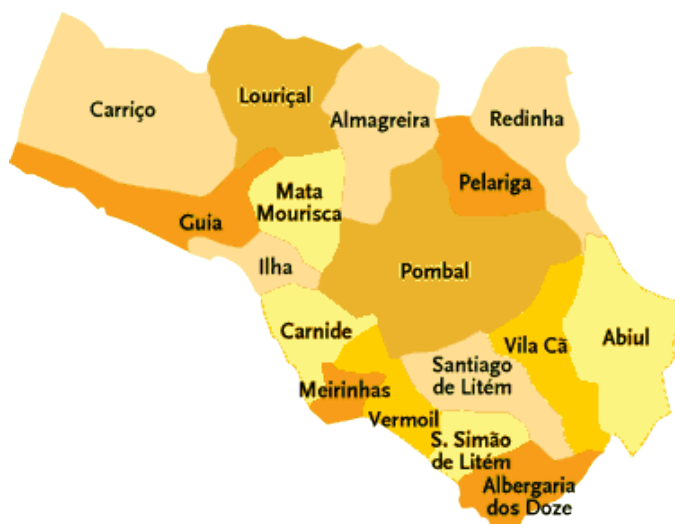 Carriço
Louriçal
Almagreira
Redinha
Mata
Mourisca
Pelariga
Guia
Ilha
Pombal
Carnide
Vila Cã
Abiul
Santiago
de Litém
Meirinhas
Vermoil
S. Simão
de Litém
Albergaria
dos Doze